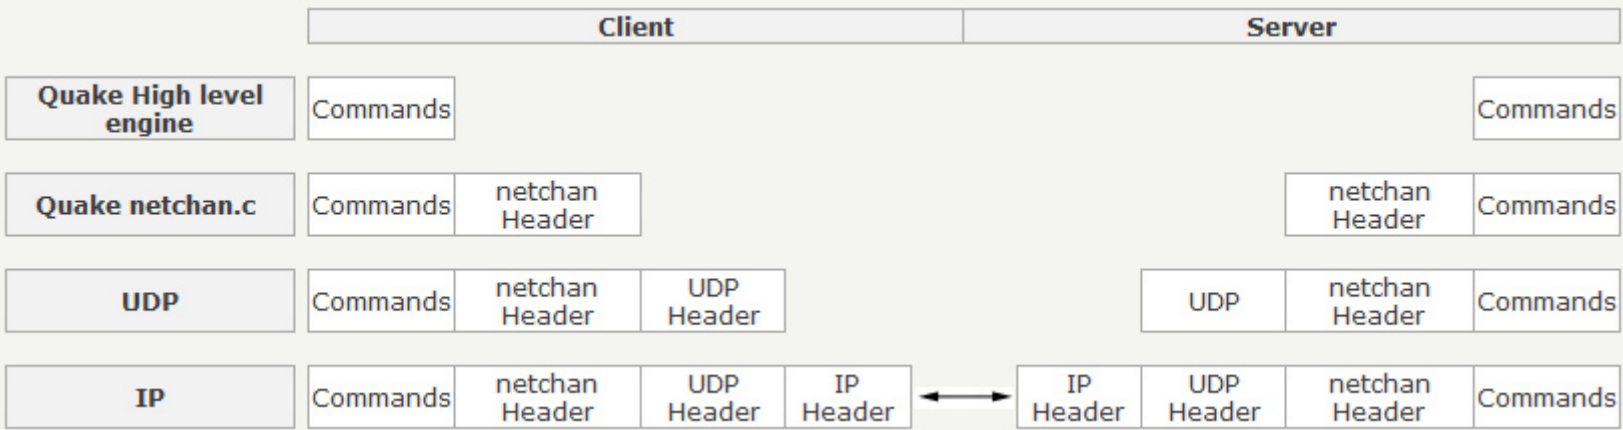 Client Server
Quake High level
engine
Commands Commands
Quake netchan.c
Commands
netchan
Header
netchan
Header
Commands
UDP
Commands
netchan
Header
UDP
Header
UDP
netchan
Header
Commands
IP
Commands
netchan
Header
UDP
Header
IP
Header
IP
Header
UDP
Header
netchan
Header
Commands